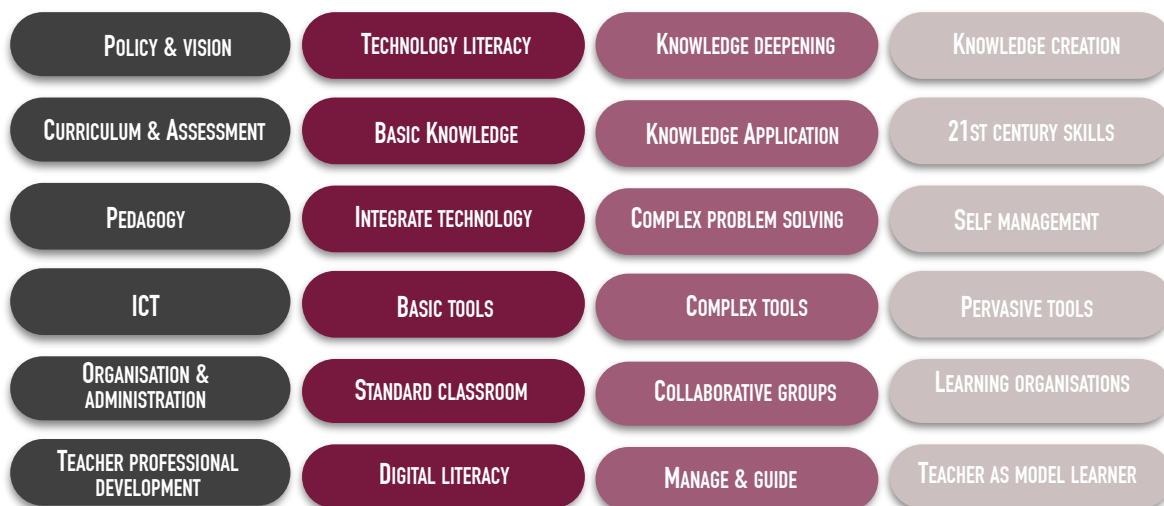 Policy & vision
Technology literacy
Knowledge deepening
Knowledge creation
Curriculum & Assessment
Basic Knowledge
Knowledge Application
21st century skills
Pedagogy
Integrate technology
Complex problem solving
Self management
ICT
Basic tools
Complex tools
Pervasive tools
Organisation &
administration
Standard classroom
Collaborative groups
Learning organisations
Teacher professional
development
Digital literacy
Manage & guide
Teacher as model learner